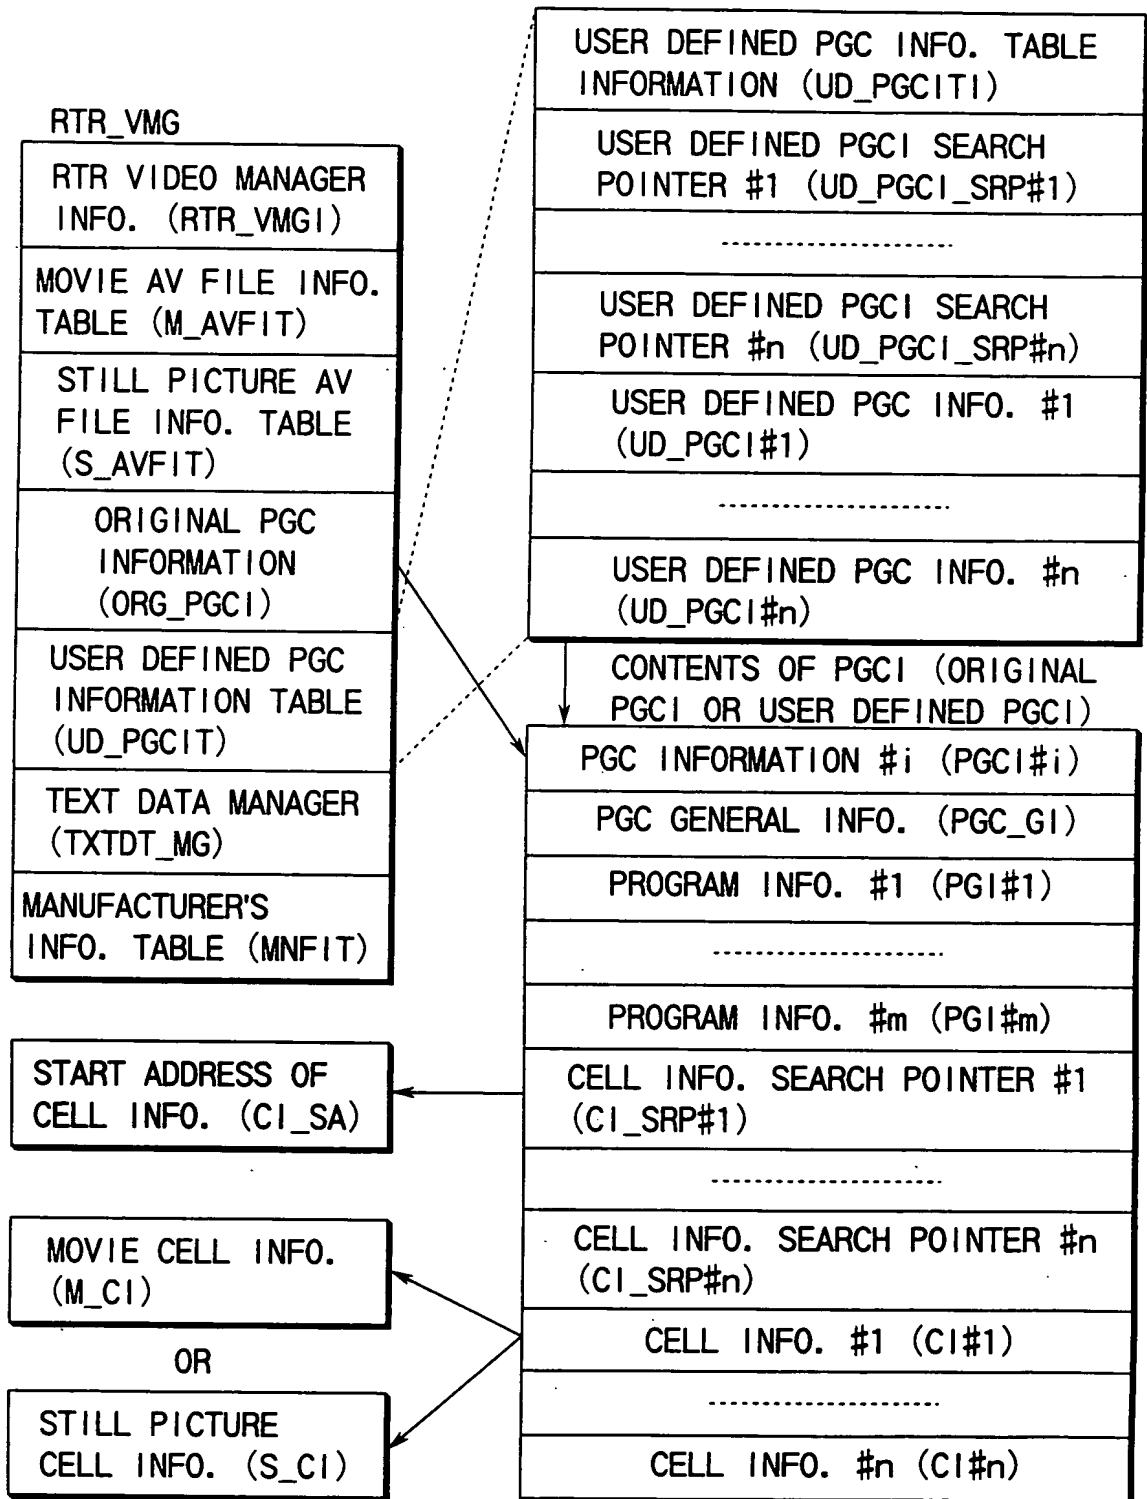 RTR_VMG
RTR VIDEO MANAGER
INFO. (RTR_VMGI)
MOVIE AV FILE INFO.
TABLE (M_AVFIT)
STILL PICTURE AV
FILE INFO. TABLE
(S_AVFIT)
ORIGINAL PGC
INFORMATION
(ORG_PGCI)
USER DEFINED PGC
INFORMATION TABLE
(UD_PGCIT)
TEXT DATA MANAGER
(TXTDT_MG)
MANUFACTURER'S
INFO. TABLE (MNFIT)
USER DEFINED PGC INFO. TABLE
INFORMATION (UD_PGCITI)
USER DEFINED PGCI SEARCH
POINTER #1 (UD_PGCI_SRP#1)
USER DEFINED PGCI SEARCH
POINTER #n (UD_PGCI_SRP#n)
USER DEFINED PGC INFO. #1
(UD_PGCI#1)
USER DEFINED PGC INFO. #n
(UD_PGCI#n)
CONTENTS OF PGCI (ORIGINAL
PGCI OR USER DEFINED PGCI)
PGC INFORMATION #i (PGCI#i)
PGC GENERAL INFO. (PGC_GI)
PROGRAM INFO. #1 (PGI#1)
PROGRAM INFO. #m (PGI#m)
CELL INFO. SEARCH POINTER #1
(CI_SRP#1)
CELL INFO. SEARCH POINTER #n
(CI_SRP#n)
CELL INFO. #1 (CI#1)
CELL INFO. #n (CI#n)
START ADDRESS OF
CELL INFO. (CI_SA)
MOVIE CELL INFO.
(M_CI)
OR
STILL PICTURE
CELL INFO. (S_CI)